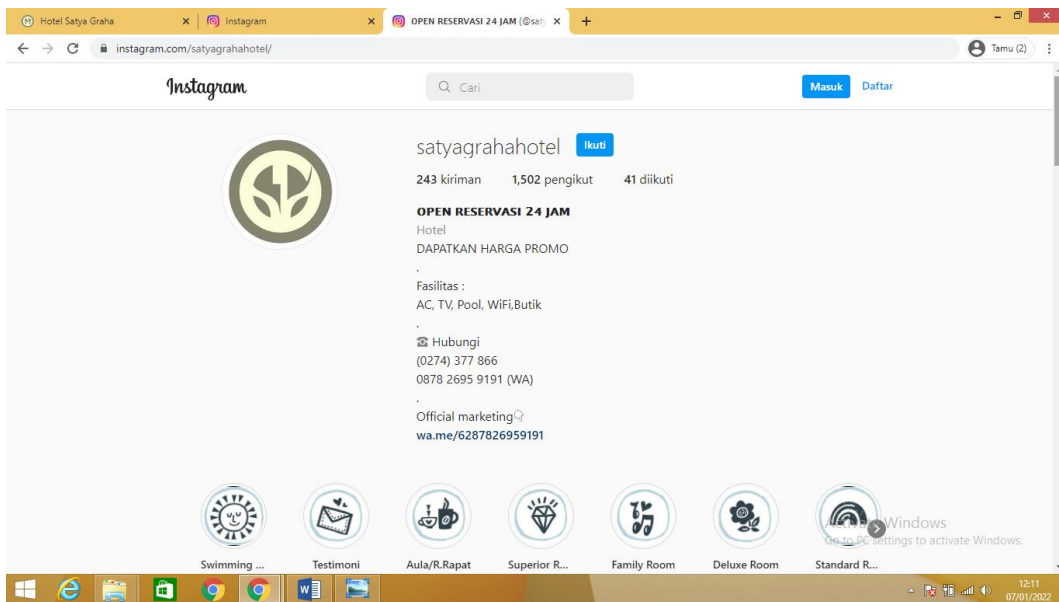 Hotel Satya Graha
Instagram
OPEN RESERVASI 24 JAM (@sat
instagram.com/satyagrahahotel/
Tamu (2)
Instagram
Cari
Masuk
Daftar
satyagrahahotel
Ikuti
243 kiriman 1,502 pengikut 41 diikuti
OPEN RESERVASI 24 JAM
Hotel
DAPATKAN HARGA PROMO
.
Fasilitas :
AC, TV, Pool, WiFi,Butik
.
☎ Hubungi
(0274) 377 866
0878 2695 9191 (WA)
.
Official marketing👇
wa.me/6287826959191
Swimming ... Testimoni Aula/R.Rapat Superior R... Family Room Deluxe Room Standard R...
Activate Windows
Go to PC settings to activate Windows.
12:11
07/01/2022